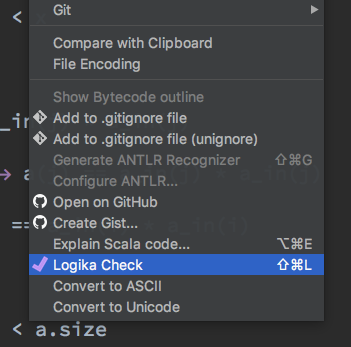 <
Git
Compare with Clipboard
File Encoding
Show Bytecode outline
_in
Add to .gitignore file
Add to .gitignore file (unignore)
Generate ANTLR Recognizer ⇧⌘G
Configure ANTLR...
Open on GitHub
Create Gist...
==
Explain Scala code... ⌥⌘E
Logika Check ⇧⌘L
Convert to ASCII
Convert to Unicode
< a.size